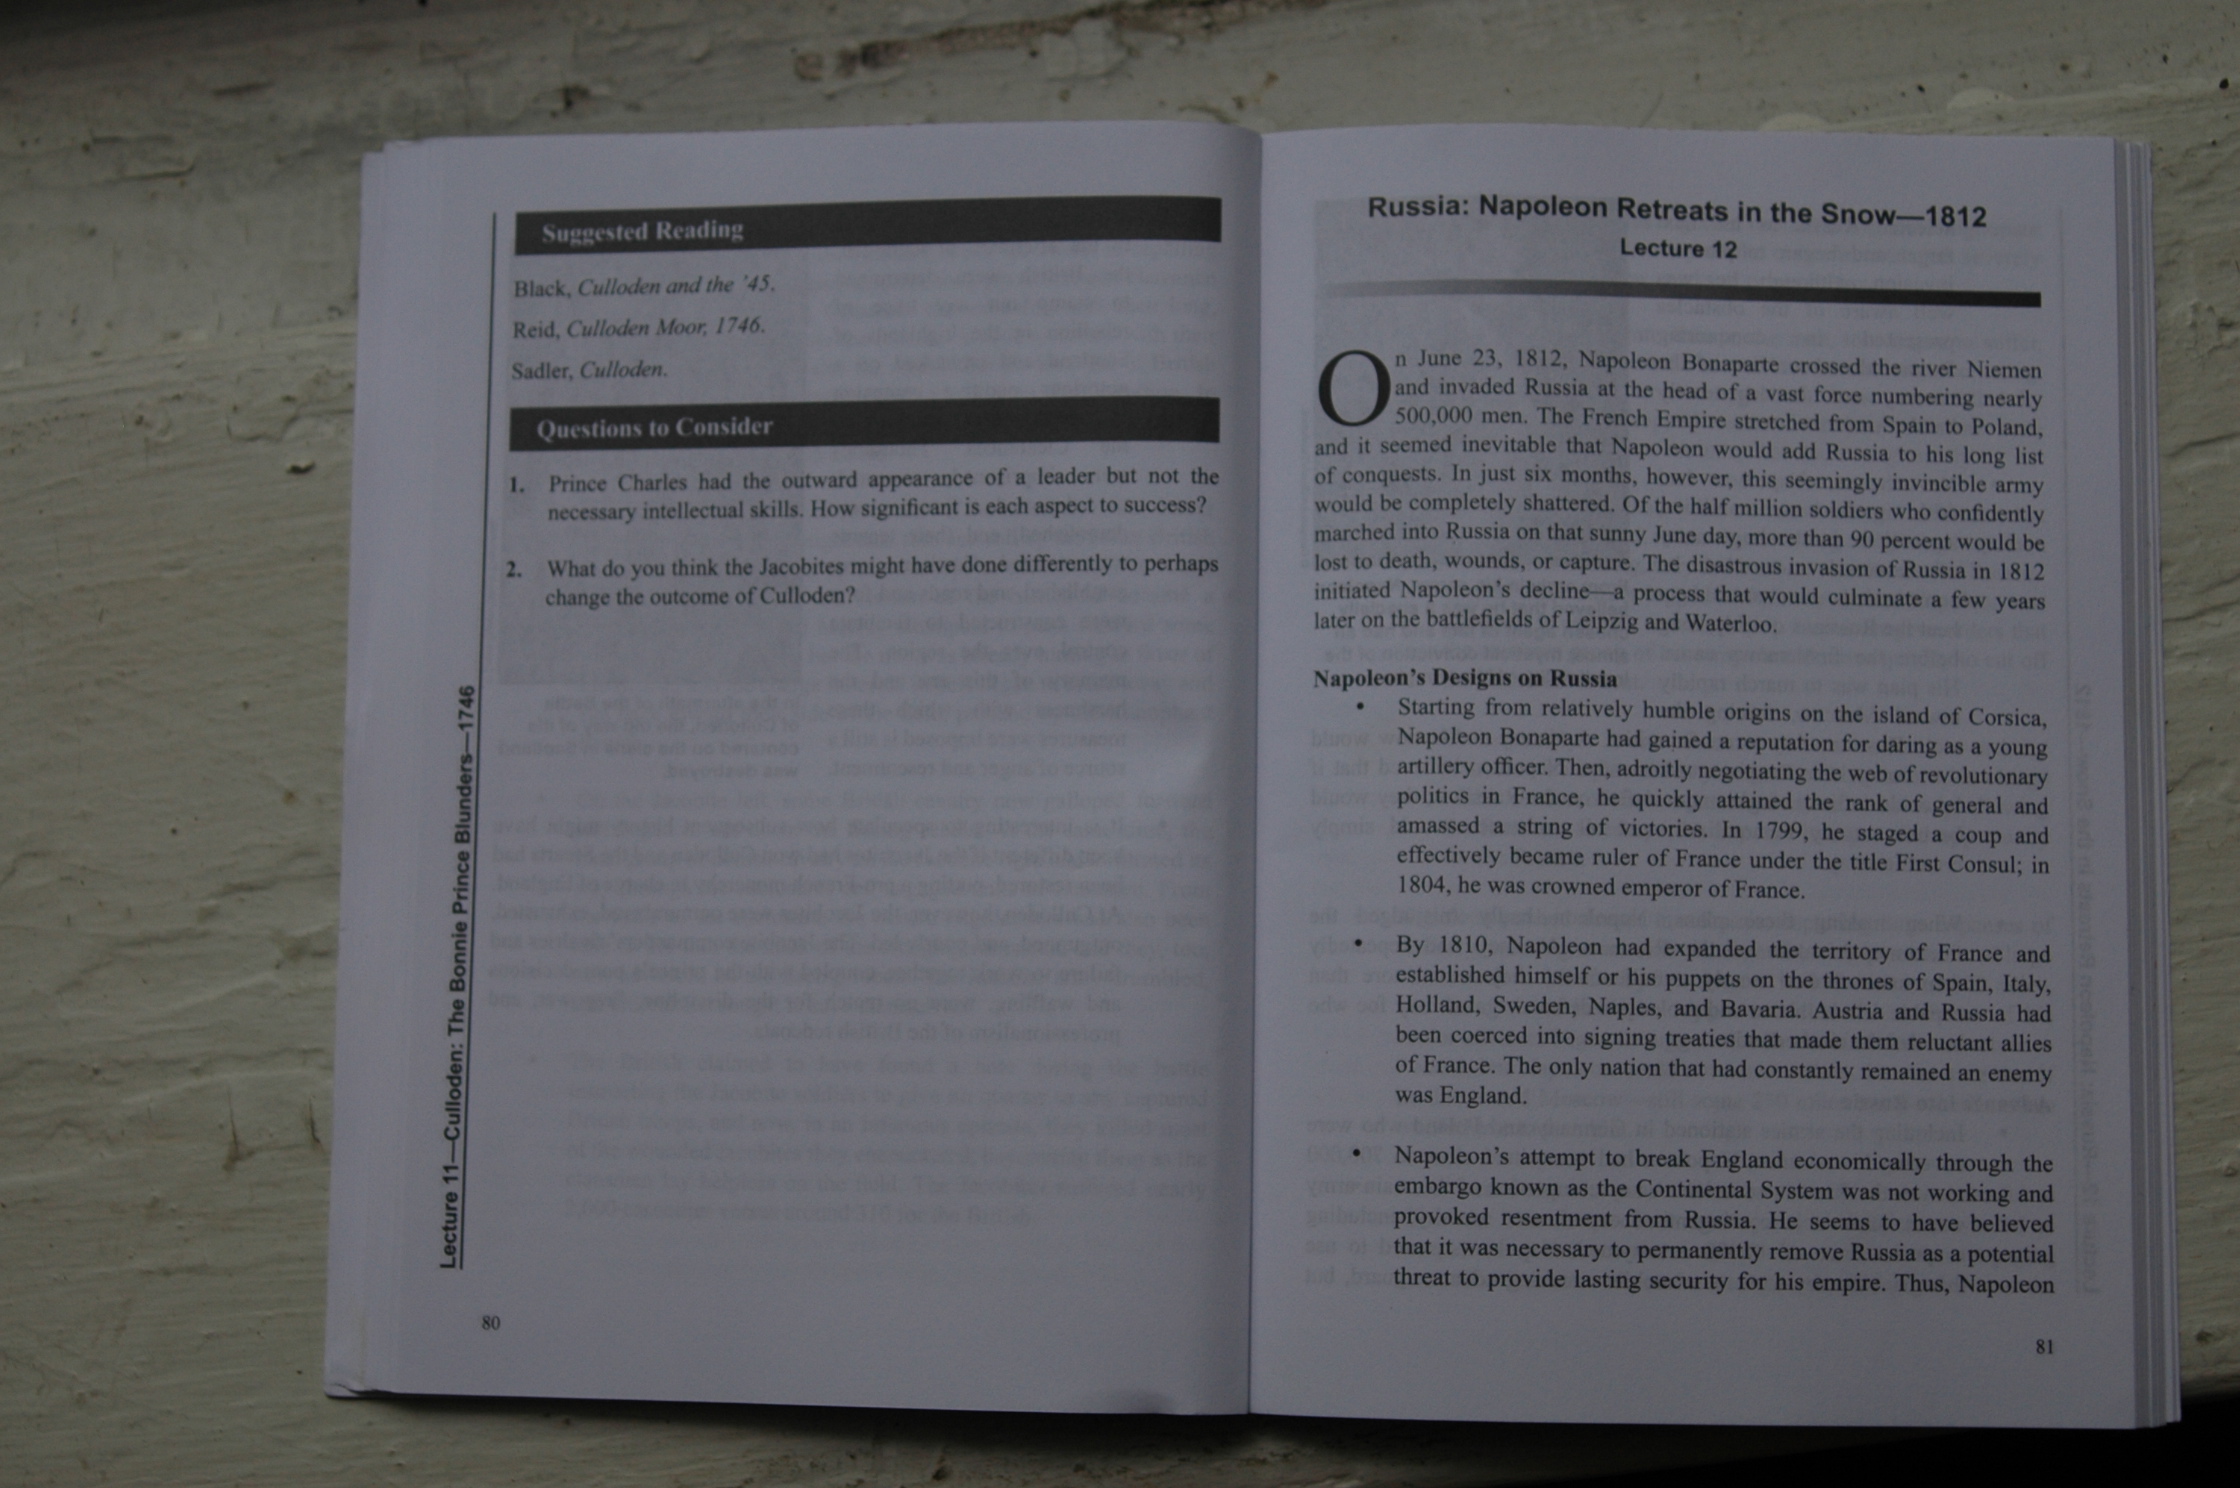 Suggested Reading
Black, Culloden and the ’45.
Reid, Culloden Moor, 1746.
Sadler, Culloden.
Questions to Consider
1. Prince Charles had the outward appearance of a leader but not the
necessary intellectual skills. How significant is each aspect to success?
2. What do you think the Jacobites might have done differently to perhaps
change the outcome of Culloden?
Lecture 11—Culloden: The Bonnie Prince Blunders—1746
80
Russia: Napoleon Retreats in the Snow—1812
Lecture 12
On June 23, 1812, Napoleon Bonaparte crossed the river Niemen
and invaded Russia at the head of a vast force numbering nearly
500,000 men. The French Empire stretched from Spain to Poland,
and it seemed inevitable that Napoleon would add Russia to his long list
of conquests. In just six months, however, this seemingly invincible army
would be completely shattered. Of the half million soldiers who confidently
marched into Russia on that sunny June day, more than 90 percent would be
lost to death, wounds, or capture. The disastrous invasion of Russia in 1812
initiated Napoleon’s decline—a process that would culminate a few years
later on the battlefields of Leipzig and Waterloo.
Napoleon’s Designs on Russia
• Starting from relatively humble origins on the island of Corsica,
Napoleon Bonaparte had gained a reputation for daring as a young
artillery officer. Then, adroitly negotiating the web of revolutionary
politics in France, he quickly attained the rank of general and
amassed a string of victories. In 1799, he staged a coup and
effectively became ruler of France under the title First Consul; in
1804, he was crowned emperor of France.
• By 1810, Napoleon had expanded the territory of France and
established himself or his puppets on the thrones of Spain, Italy,
Holland, Sweden, Naples, and Bavaria. Austria and Russia had
been coerced into signing treaties that made them reluctant allies
of France. The only nation that had constantly remained an enemy
was England.
• Napoleon’s attempt to break England economically through the
embargo known as the Continental System was not working and
provoked resentment from Russia. He seems to have believed
that it was necessary to permanently remove Russia as a potential
threat to provide lasting security for his empire. Thus, Napoleon
81